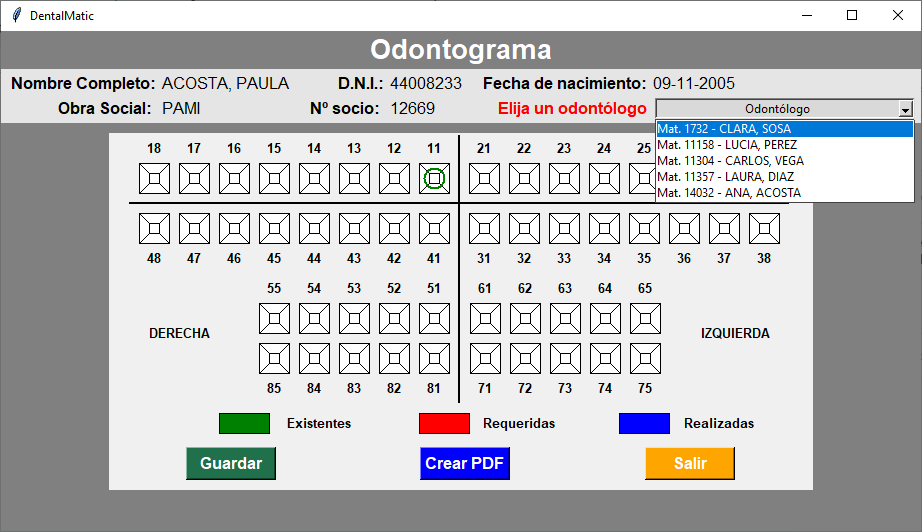 DentalMatic
Odontograma
Nombre Completo: ACOSTA, PAULA D.N.I.: 44008233 Fecha de nacimiento: 09-11-2005
Obra Social: PAMI Nº socio: 12669 Elija un odontólogo Odontólogo
Mat. 1732 - CLARA, SOSA
Mat. 11158 - LUCIA, PEREZ
Mat. 11304 - CARLOS, VEGA
Mat. 11357 - LAURA, DIAZ
Mat. 14032 - ANA, ACOSTA
18 17 16 15 14 13 12 11 21 22 23 24 25
48 47 46 45 44 43 42 41 31 32 33 34 35 36 37 38
55 54 53 52 51 61 62 63 64 65
DERECHA IZQUIERDA
85 84 83 82 81 71 72 73 74 75
Existentes Requeridas Realizadas
Guardar Crear PDF Salir